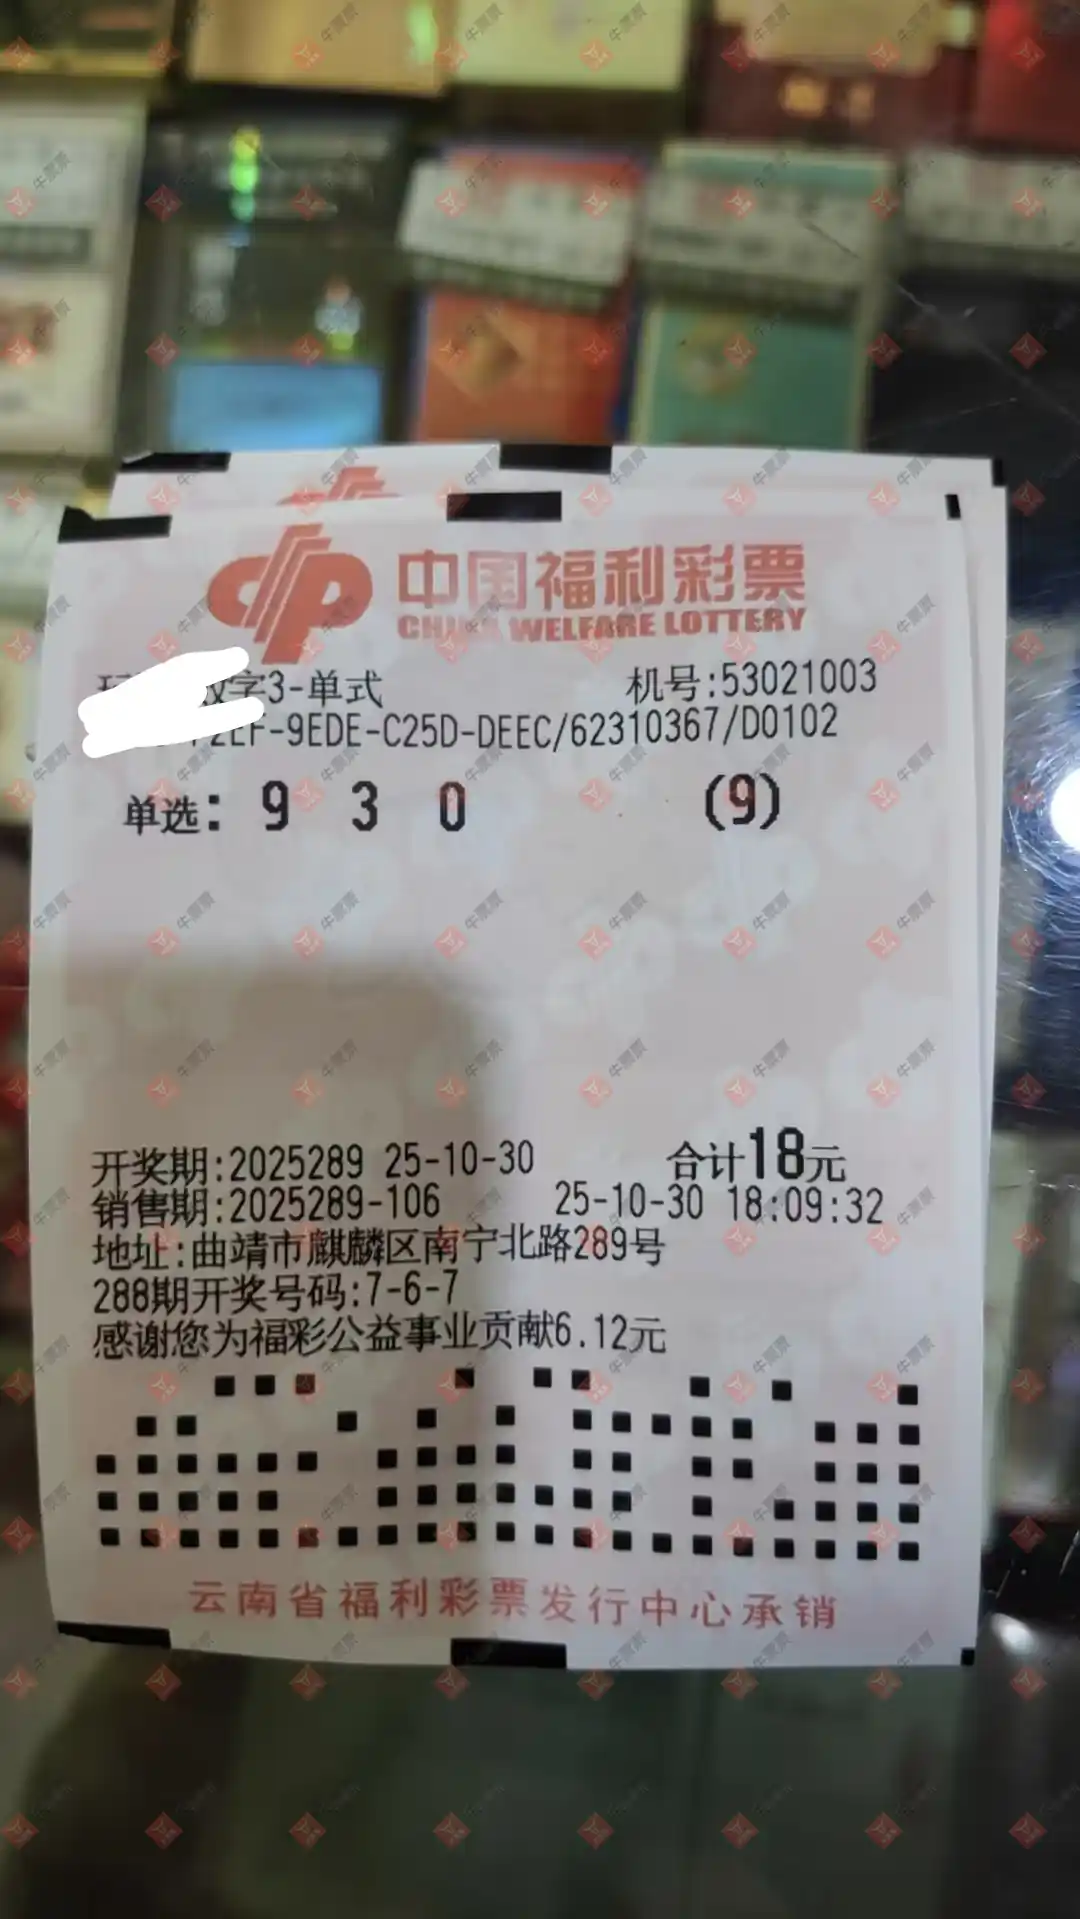 中国福利彩票
CHINA WELFARE LOTTERY
字3-单式 机号:53021003
-9EDE-C25D-DEEC/62310367/D0102
单选: 9 3 0 (9)
开奖期:2025289 25-10-30 合计18元
销售期:2025289-106 25-10-30 18:09:32
地址:曲靖市麒麟区南宁北路289号
288期开奖号码:7-6-7
感谢您为福彩公益事业贡献6.12元
云南省福利彩票发行中心承销